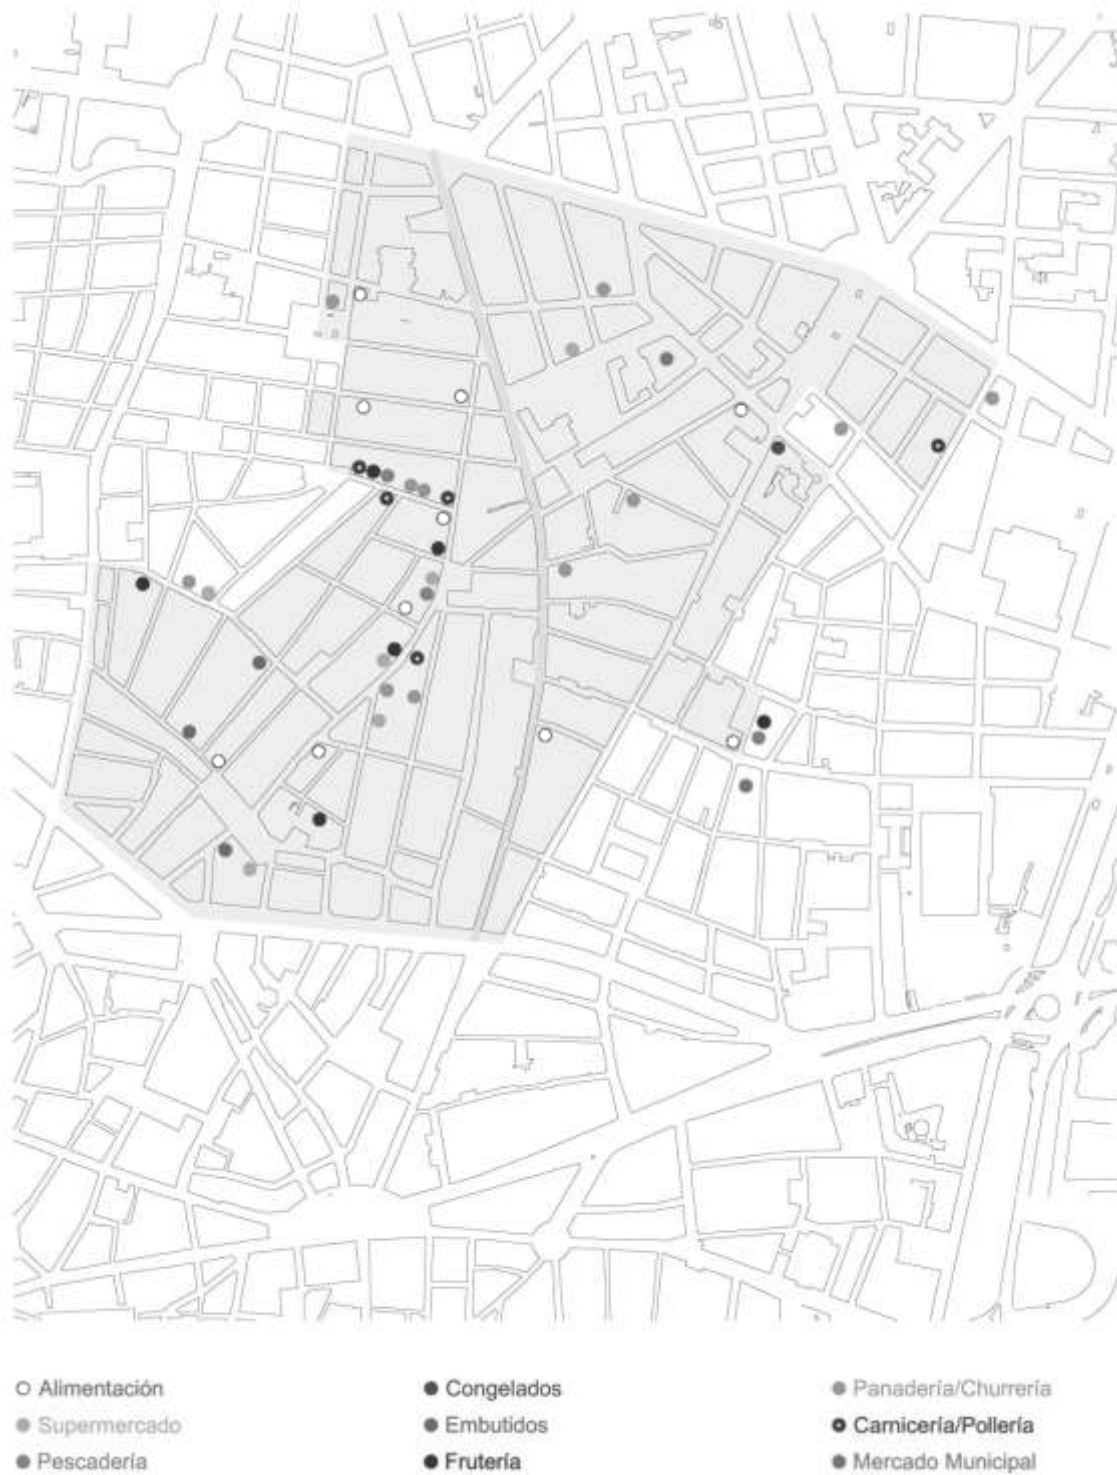 Alimentación
Congelados
Panadería/Churrería
Supermercado
Embutidos
Carnicería/Pollería
Pescadería
Frutería
Mercado Municipal